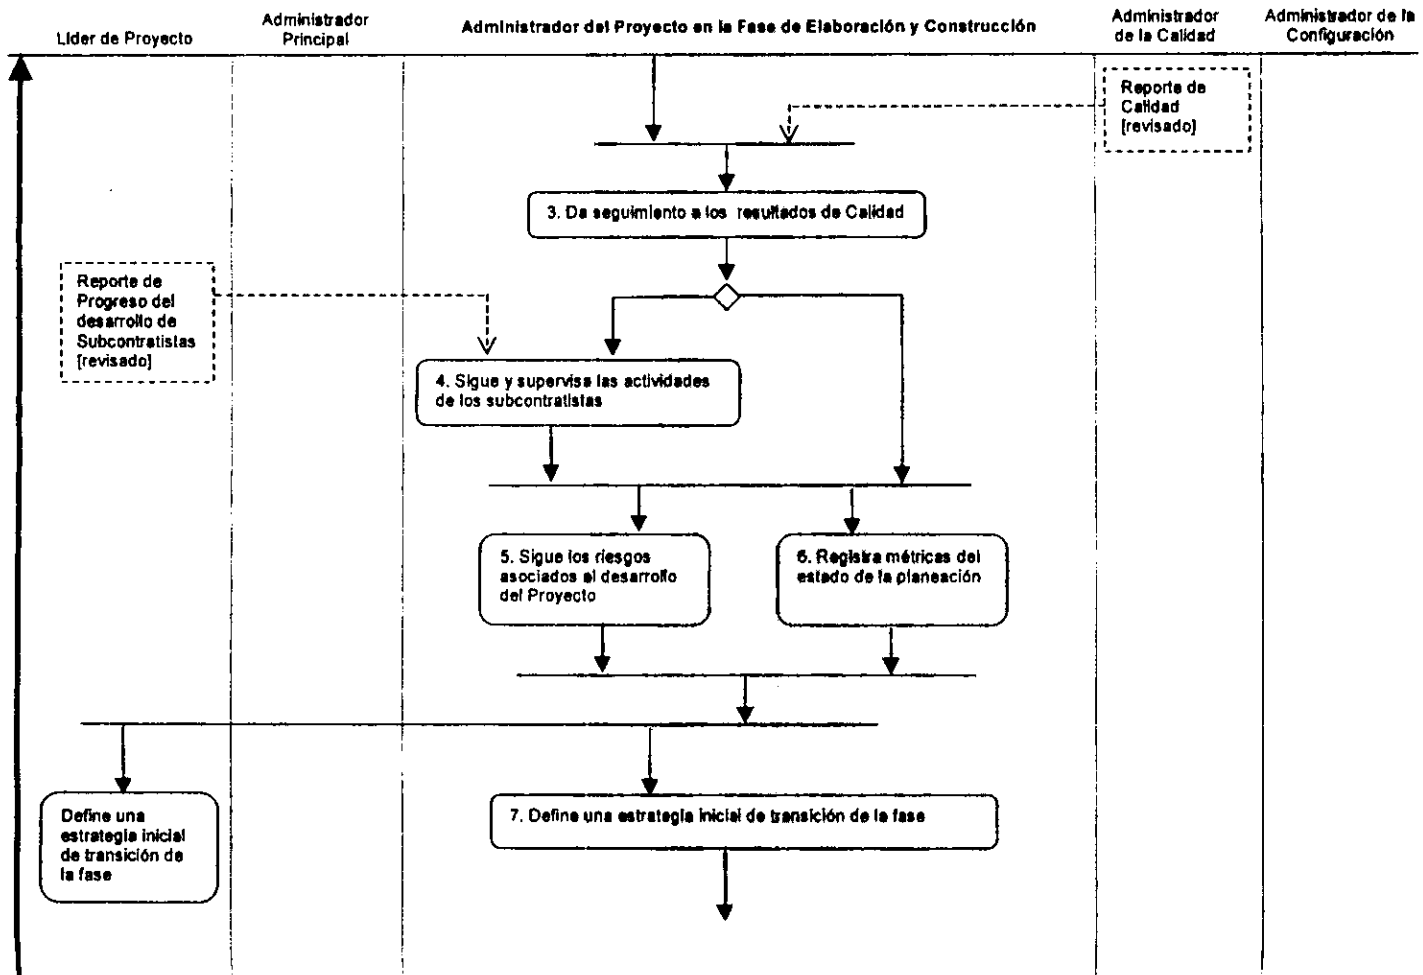 Líder de Proyecto
Administrador
Principal
Administrador del Proyecto en la Fase de Elaboración y Construcción
Administrador
de la Calidad
Administrador de la
Configuración
Reporte de
Calidad
[revisado]
3. Da seguimiento a los resultados de Calidad
Reporte de
Progreso del
desarrollo de
Subcontratistas
[revisado]
4. Sigue y supervisa las actividades
de los subcontratistas
5. Sigue los riesgos
asociados al desarrollo
del Proyecto
6. Registra métricas del
estado de la planeación
Define una
estrategia inicial
de transición de
la fase
7. Define una estrategia inicial de transición de la fase